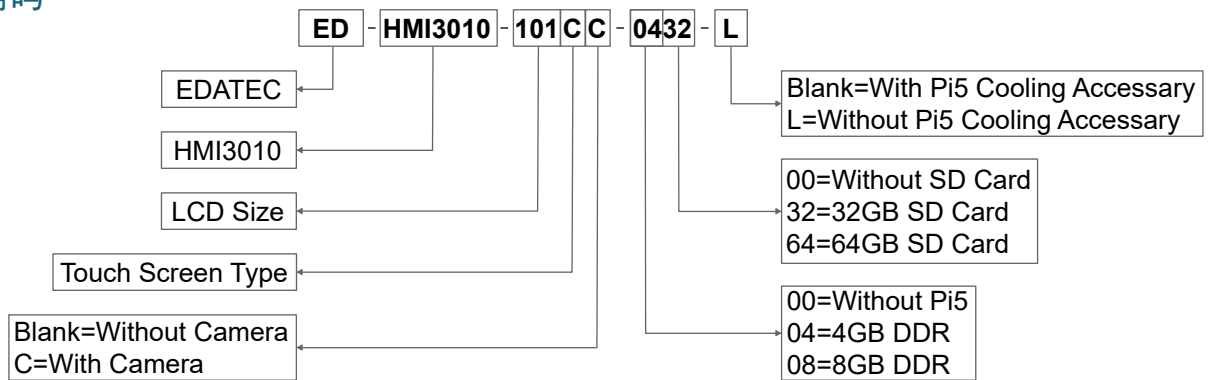 ED - HMI3010 - 101 C C - 04 32 - L
EDATEC
HMI3010
LCD Size
Touch Screen Type
Blank=Without Camera
C=With Camera
Blank=With Pi5 Cooling Accessary
L=Without Pi5 Cooling Accessary
00=Without SD Card
32=32GB SD Card
64=64GB SD Card
00=Without Pi5
04=4GB DDR
08=8GB DDR